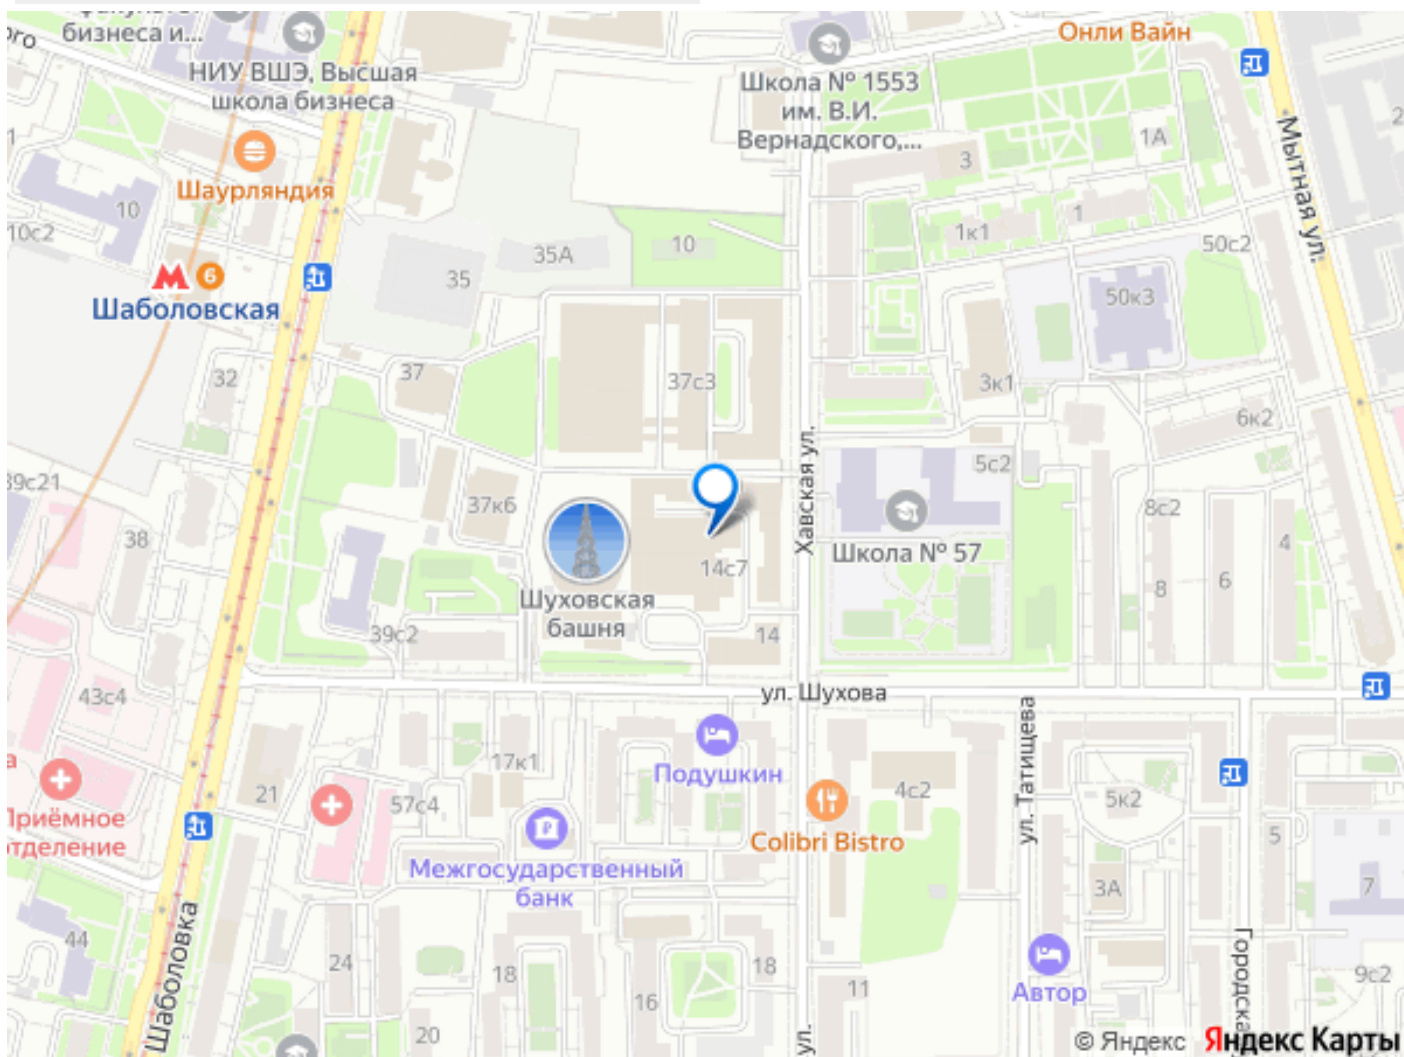 бизнеса и...
НИУ ВШЭ, Высшая
школа бизнеса
Школа № 1553
им. В.И.
Вернадского,...
Онли Вайн
Мытная ул.
1А
3
1
1к1
50с2
50к3
Шаурляндия
10
10с2
6
Шаболовская
35
35А
10
32
37
37с3
3к1
6к2
Хавская ул.
5с2
8с2
39с21
37к6
38
14с7
Школа № 57
4
6
8
Шуховская
башня
39с2
14
43с4
ул. Шухова
ул. Татищева
17к1
Подушкин
21
57с4
4с2
5к2
5
Приёмное
отделение
Colibri Bistro
Межгосударственный
банк
3А
7
44
Шаболовка
24
18
16
18
11
20
Автор
9с2
Городска
ул.
© Яндекс Яндекс Карты